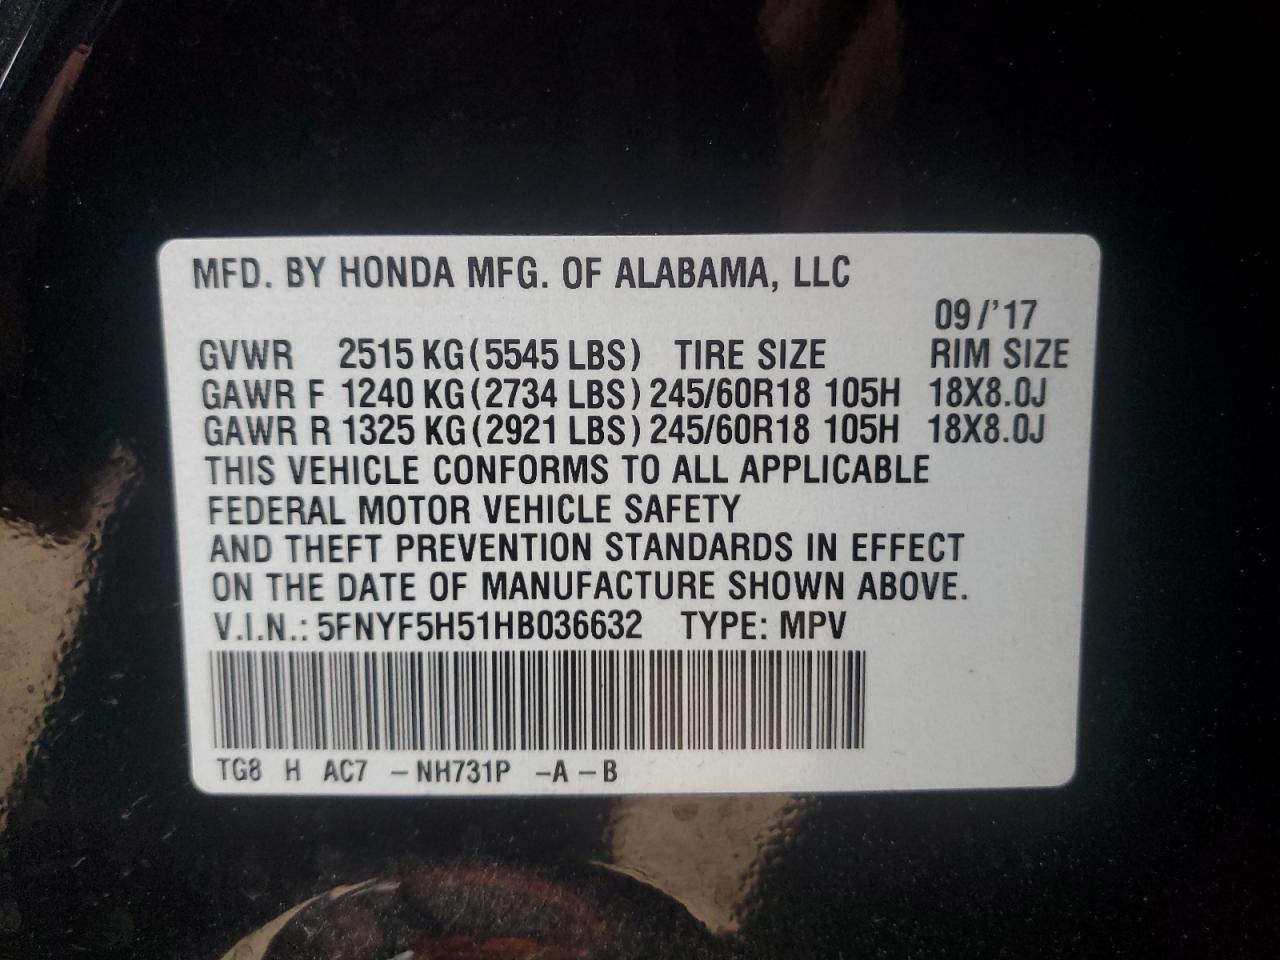 MFD. BY HONDA MFG. OF ALABAMA, LLC
09/'17
GVWR 2515 KG (5545 LBS) TIRE SIZE RIM SIZE
GAWR F 1240 KG (2734 LBS) 245/60R18 105H 18X8.0J
GAWR R 1325 KG (2921 LBS) 245/60R18 105H 18X8.0J
THIS VEHICLE CONFORMS TO ALL APPLICABLE
FEDERAL MOTOR VEHICLE SAFETY
AND THEFT PREVENTION STANDARDS IN EFFECT
ON THE DATE OF MANUFACTURE SHOWN ABOVE.
V.I.N.: 5FNYF5H51HB036632 TYPE: MPV
TG8 H AC7 -NH731P -A -B